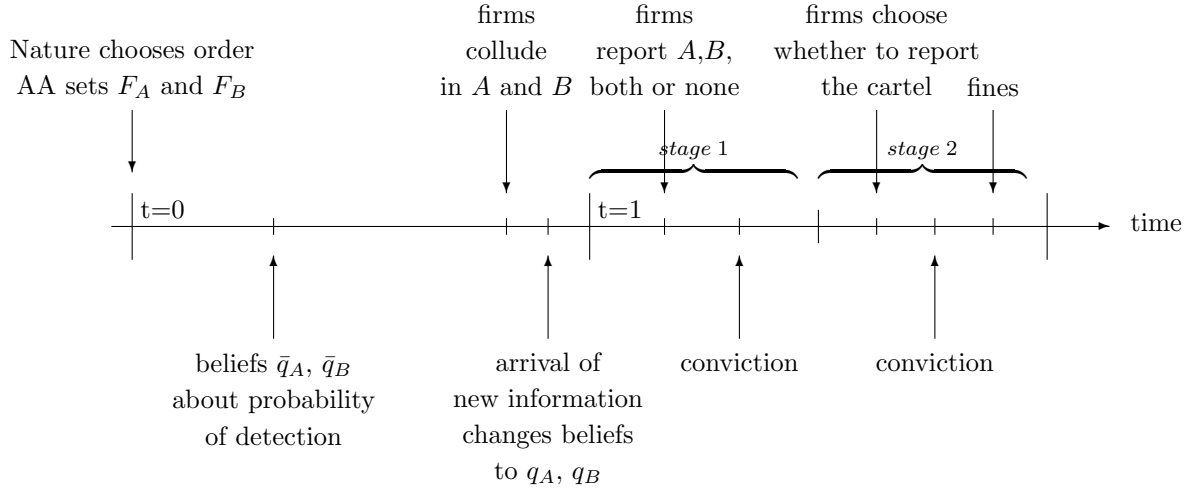 Nature chooses order
AA sets F_A and F_B
firms
collude
in A and B
firms
report A,B,
both or none
firms choose
whether to report
the cartel
fines
stage 1
stage 2
t=0
t=1
time
beliefs q̄_A, q̄_B
about probability
of detection
arrival of
new information
changes beliefs
to q_A, q_B
conviction
conviction